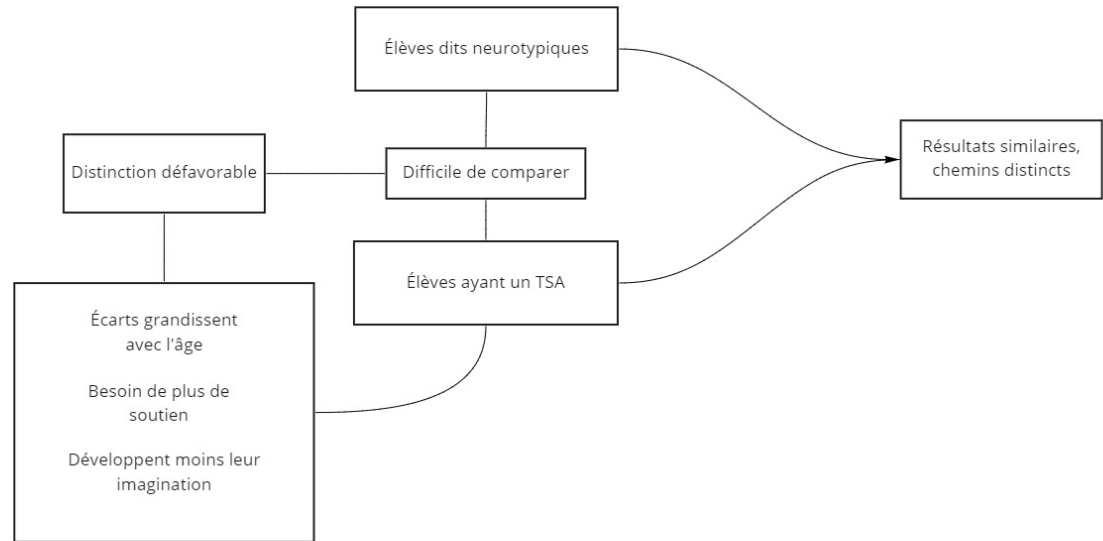 Élèves dits neurotypiques
Distinction défavorable
Difficile de comparer
Résultats similaires,
chemins distincts
Élèves ayant un TSA
Écarts grandissent
avec l'âge
Besoin de plus de
soutien
Développent moins leur
imagination